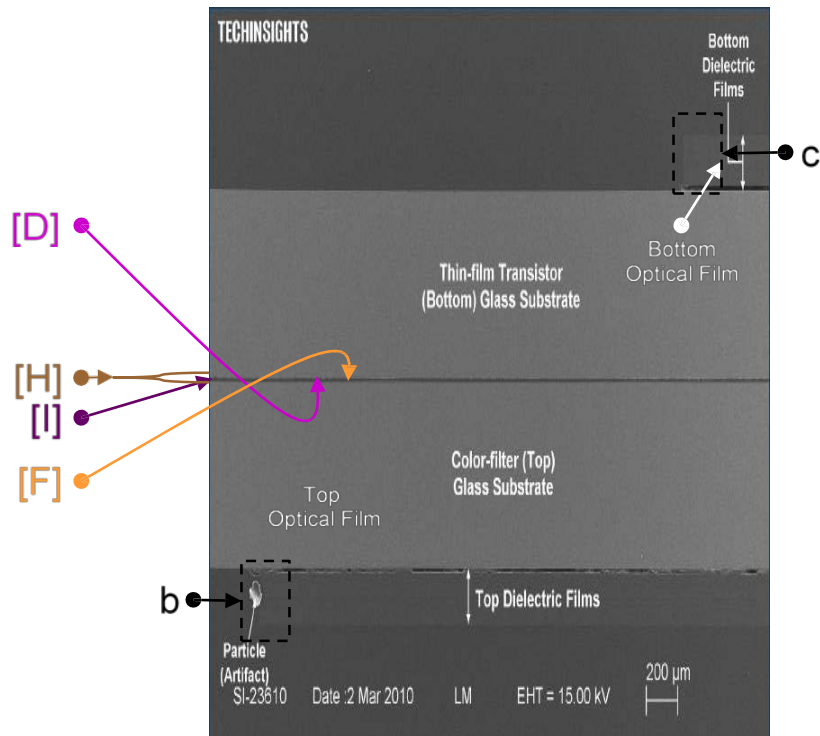 TECHINSIGHTS
Bottom
Dielectric
Films
c
[D]
Bottom
Optical Film
Thin-film Transistor
(Bottom) Glass Substrate
[H]
[I]
[F]
Color-filter (Top)
Glass Substrate
Top
Optical Film
b
Top Dielectric Films
Particle
(Artifact)
200 µm
SI-23610 Date :2 Mar 2010 LM EHT = 15.00 kV